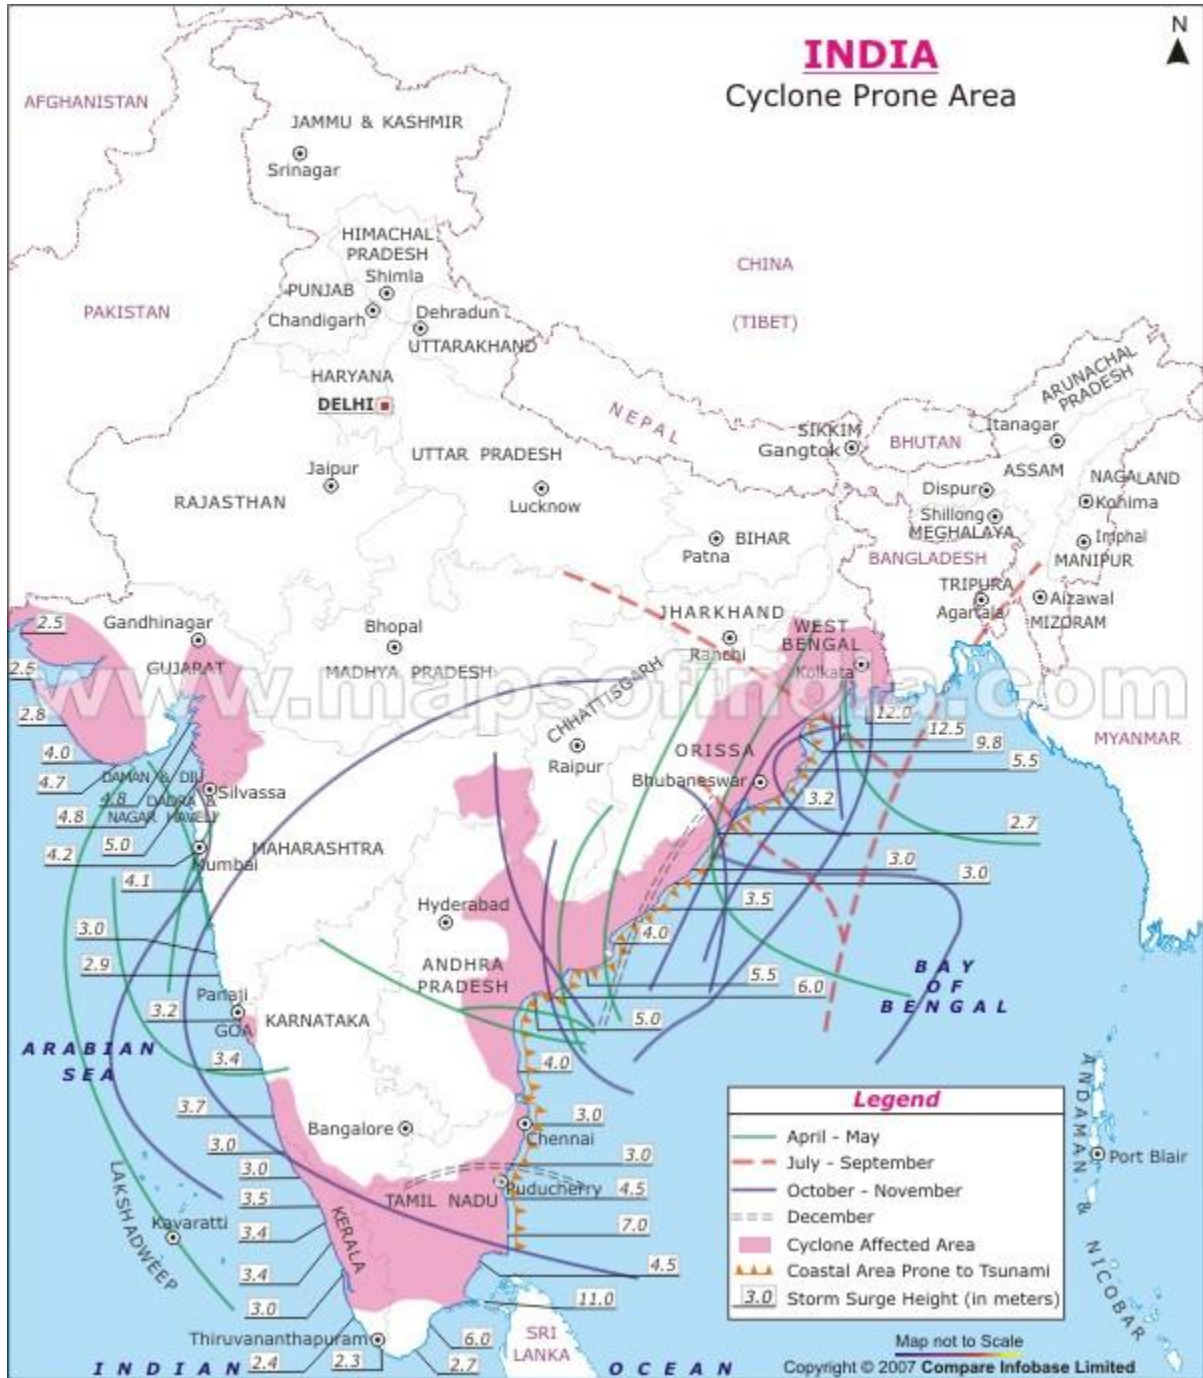 INDIA
Cyclone Prone Area
N
AFGHANISTAN
JAMMU & KASHMIR
Srinagar
HIMACHAL
PRADESH
Shimla
CHINA
(TIBET)
PUNJAB
Chandigarh
PAKISTAN
Dehradun
UTTARAKHAND
HARYANA
DELHI
ARUNACHAL
PRADESH
Itanagar
NEPAL
SIKKIM
Gangtok
BHUTAN
UTTAR PRADESH
Jaipur
RAJASTHAN
Lucknow
ASSAM
NAGALAND
Dispur
Kohima
Shillong
MEGHALAYA
Imphal
MANIPUR
BIHAR
Patna
BANGLADESH
TRIPURA
Agartala
Aizawal
MIZORAM
JHARKHAND
Ranchi
WEST
BENGAL
Kolkata
2.5
Gandhinagar
Bhopal
GUJARAT
MADHYA PRADESH
2.5
www.mapsofindia.com
CHHATTISGARH
2.8
12.0
12.5
9.8
5.5
MYANMAR
4.0
4.7
DAMAN & DIU
4.8
DADRA &
NAGAR HAVELI
Silvassa
Raipur
ORISSA
Bhubaneswar
3.2
4.8
5.0
2.7
4.2
Mumbai
MAHARASHTRA
3.0
3.0
4.1
3.5
Hyderabad
3.0
4.0
2.9
ANDHRA
PRADESH
5.5
6.0
BAY
OF
BENGAL
Panaji
3.2
GOA
KARNATAKA
5.0
ARABIAN
SEA
3.4
4.0
3.7
3.0
Bangalore
Chennai
3.0
3.0
3.0
TAMIL NADU
Puducherry
4.5
3.5
7.0
LAKSHADWEEP
Kavaratti
3.4
KERALA
3.4
4.5
3.0
11.0
Thiruvananthapuram
6.0
SRI
LANKA
2.4
2.3
2.7
INDIAN OCEAN
ANDAMAN & NICOBAR
Port Blair
Legend
April - May
July - September
October - November
December
Cyclone Affected Area
Coastal Area Prone to Tsunami
3.0 Storm Surge Height (in meters)
Map not to Scale
Copyright © 2007 Compare Infobase Limited